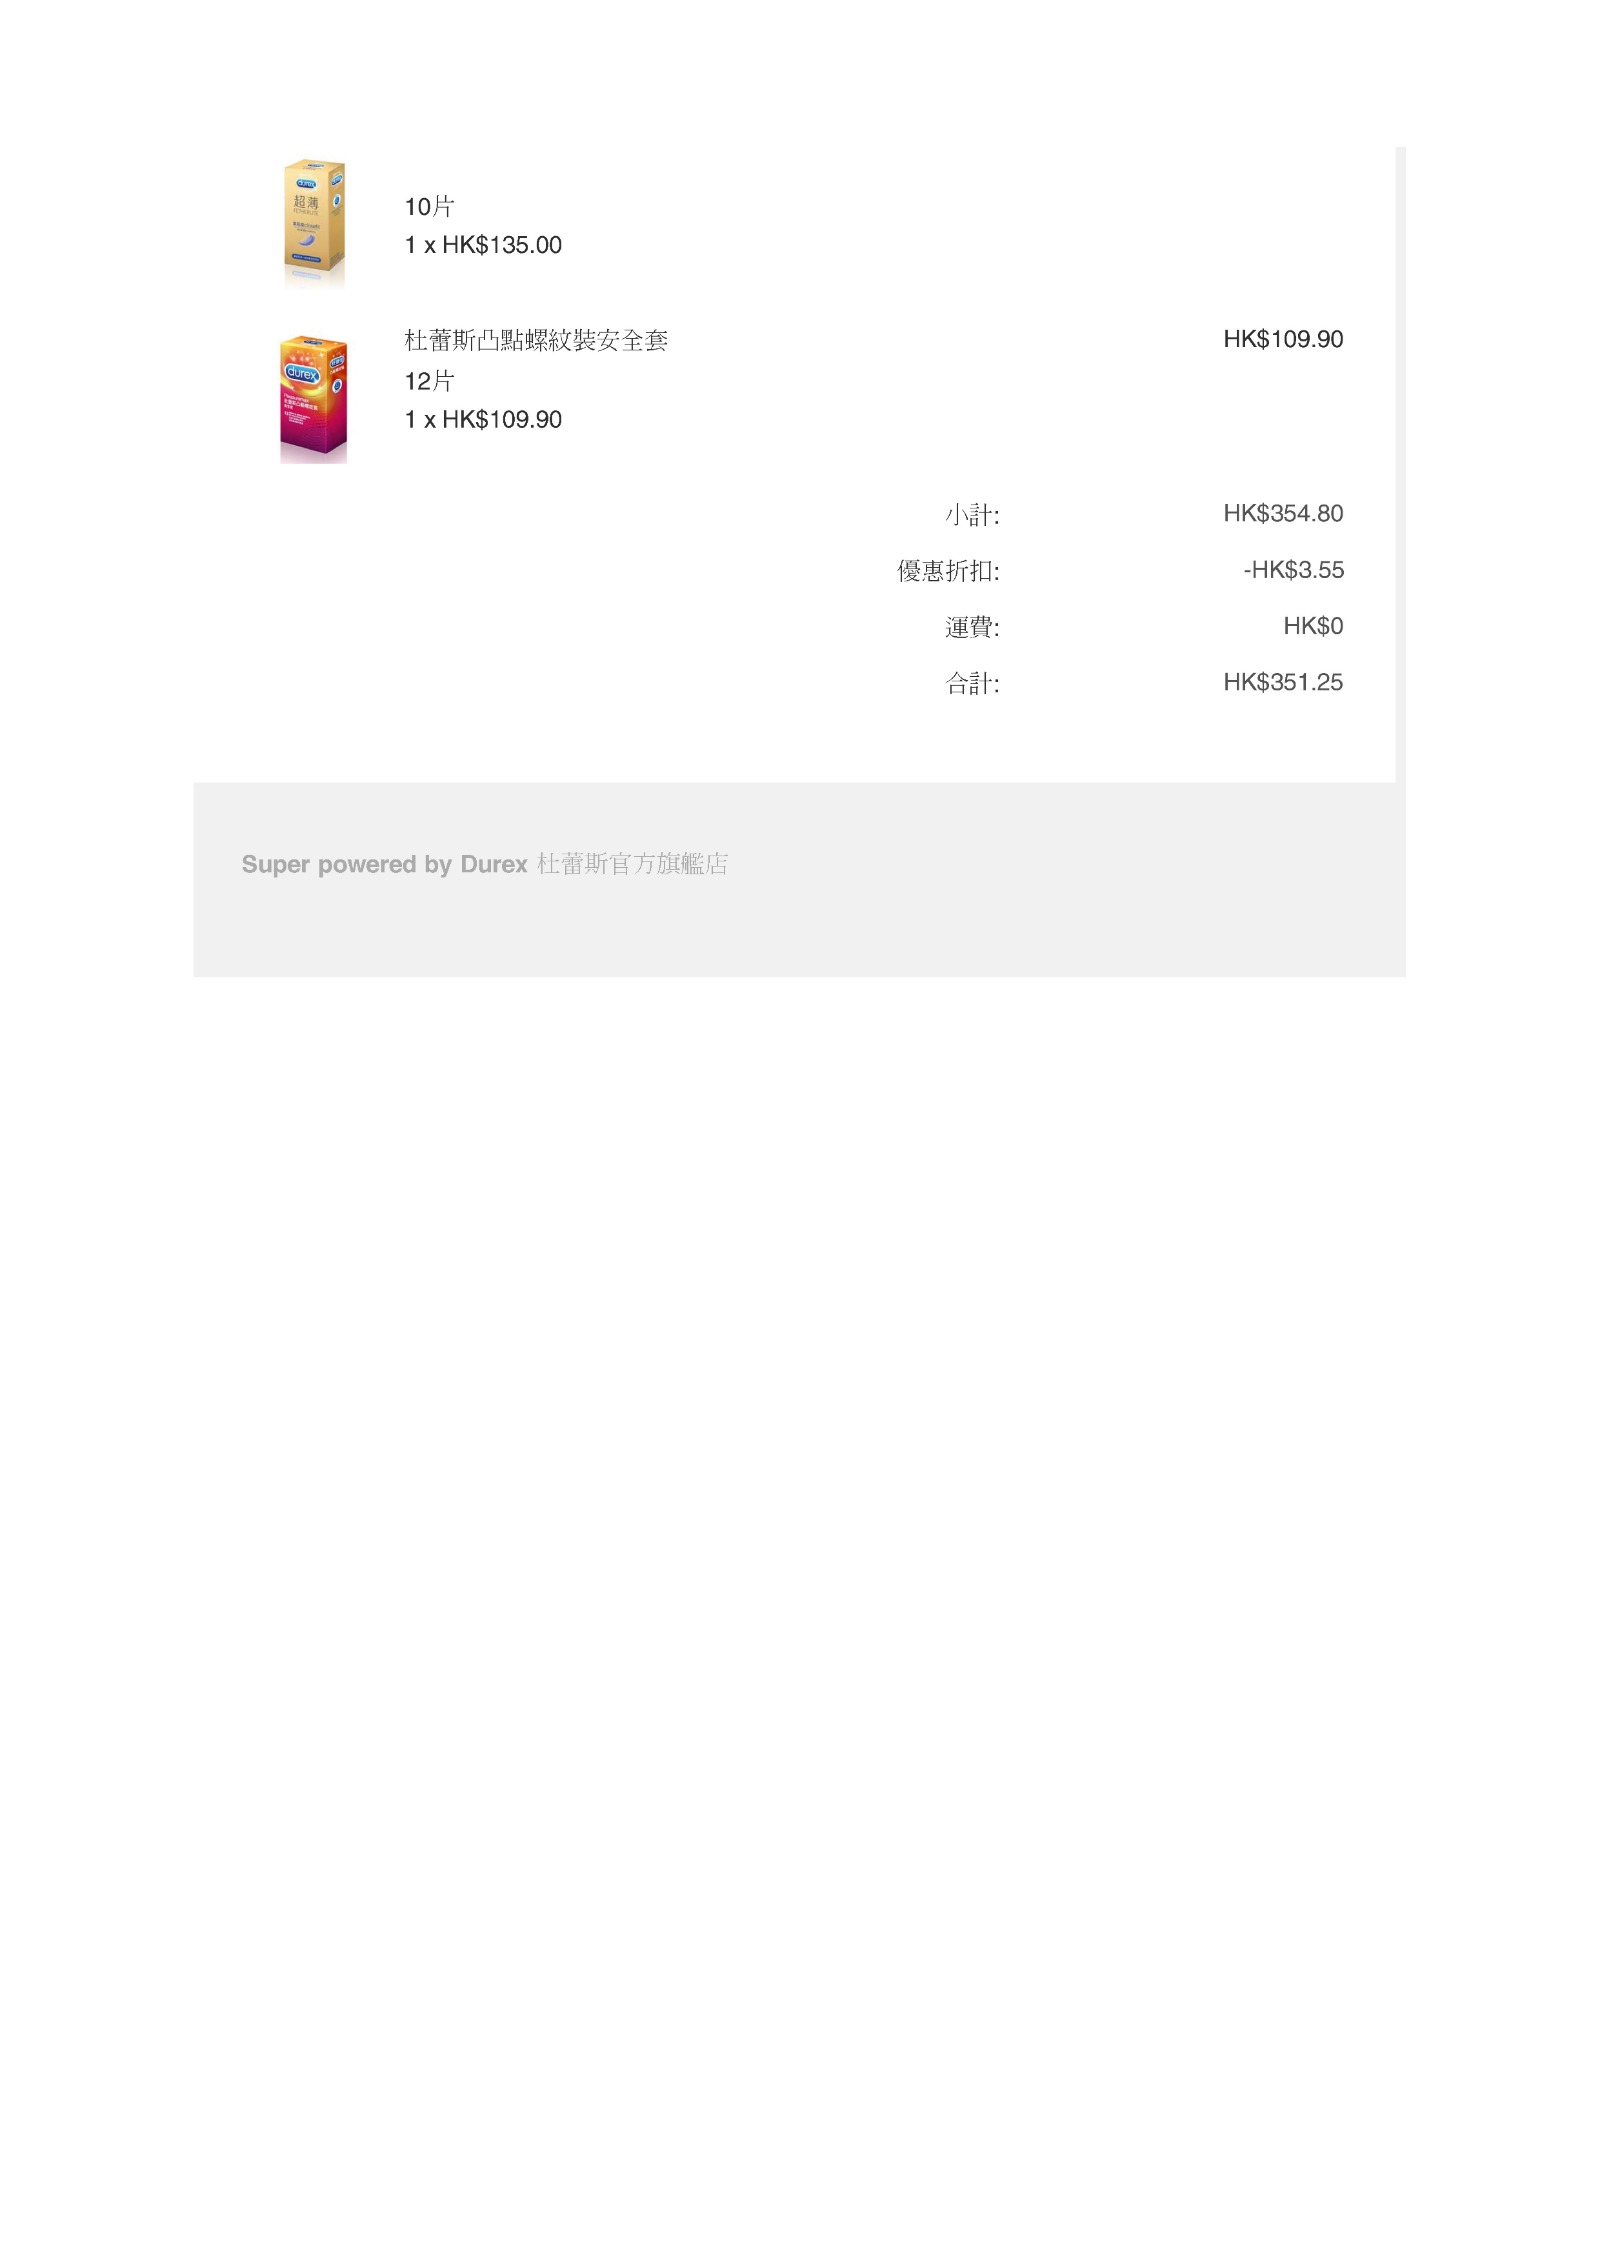 durex
超薄
10片
1 x HK$135.00
durex
杜蕾斯凸點螺紋裝安全套
HK$109.90
12片
1 x HK$109.90
小計:
HK$354.80
優惠折扣:
-HK$3.55
運費:
HK$0
合計:
HK$351.25
Super powered by Durex 杜蕾斯官方旗艦店